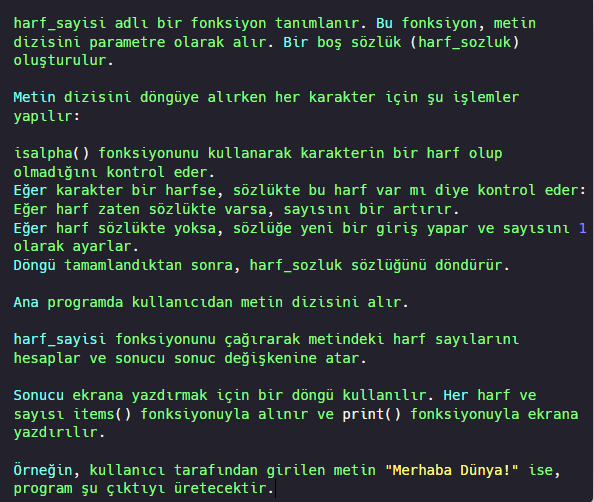 harf_sayisi adlı bir fonksiyon tanımlanır. Bu fonksiyon, metin
dizisini parametre olarak alır. Bir boş sözlük (harf_sozluk)
oluşturulur.
Metin dizisini döngüye alırken her karakter için şu işlemler
yapılır:
isalpha() fonksiyonunu kullanarak karakterin bir harf olup
olmadığını kontrol eder.
Eğer karakter bir harfse, sözlükte bu harf var mı diye kontrol eder:
Eğer harf zaten sözlükte varsa, sayısını bir artırır.
Eğer harf sözlükte yoksa, sözlüğe yeni bir giriş yapar ve sayısını 1
olarak ayarlar.
Döngü tamamlandıktan sonra, harf_sozluk sözlüğünü döndürür.
Ana programda kullanıcıdan metin dizisini alır.
harf_sayisi fonksiyonunu çağırarak metindeki harf sayılarını
hesaplar ve sonucu sonuc değişkenine atar.
Sonucu ekrana yazdırmak için bir döngü kullanılır. Her harf ve
sayısı items() fonksiyonuyla alınır ve print() fonksiyonuyla ekrana
yazdırılır.
Örneğin, kullanıcı tarafından girilen metin "Merhaba Dünya!" ise,
program şu çıktıyı üretecektir.